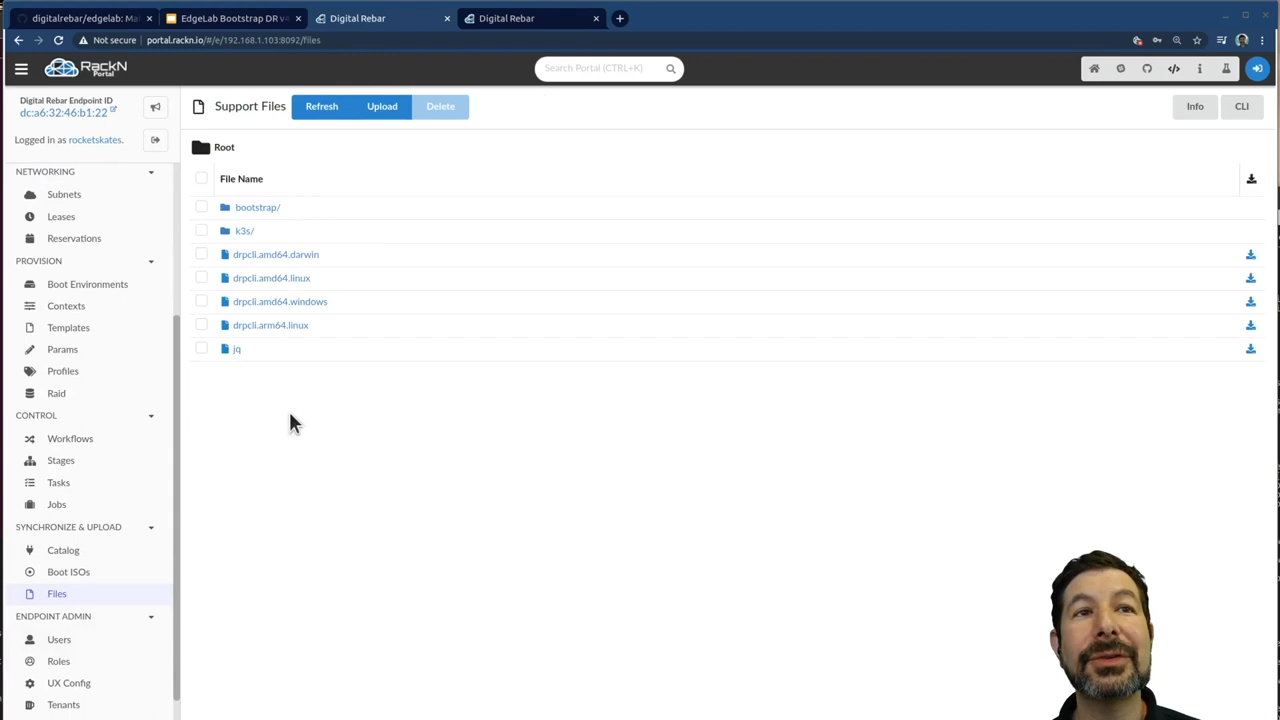 digitalrebar/edgelab: Ma
EdgeLab Bootstrap DR v4
Digital Rebar
Digital Rebar
Not secure
portal.rackn.io/#/e/192.168.1.103:8092/files
RackN
Portal
Search Portal (CTRL+K)
Digital Rebar Endpoint ID
dc:a6:32:46:b1:22
Logged in as rocketskates.
Support Files
Refresh
Upload
Delete
Info
CLI
Root
File Name
bootstrap/
k3s/
drpcli.amd64.darwin
drpcli.amd64.linux
drpcli.amd64.windows
drpcli.arm64.linux
jq
NETWORKING
Subnets
Leases
Reservations
PROVISION
Boot Environments
Contexts
Templates
Params
Profiles
Raid
CONTROL
Workflows
Stages
Tasks
Jobs
SYNCHRONIZE & UPLOAD
Catalog
Boot ISOs
Files
ENDPOINT ADMIN
Users
Roles
UX Config
Tenants